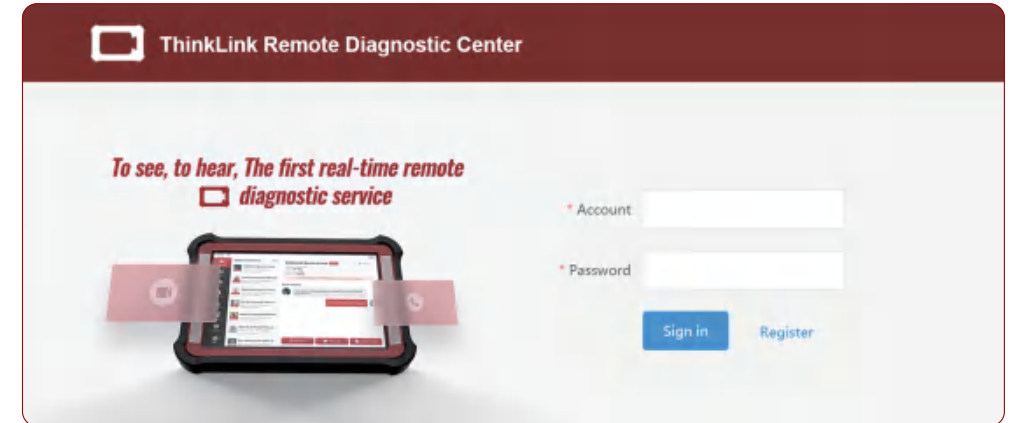 ThinkLink Remote Diagnostic Center
To see, to hear, The first real-time remote
diagnostic service
* Account
* Password
Sign in
Register